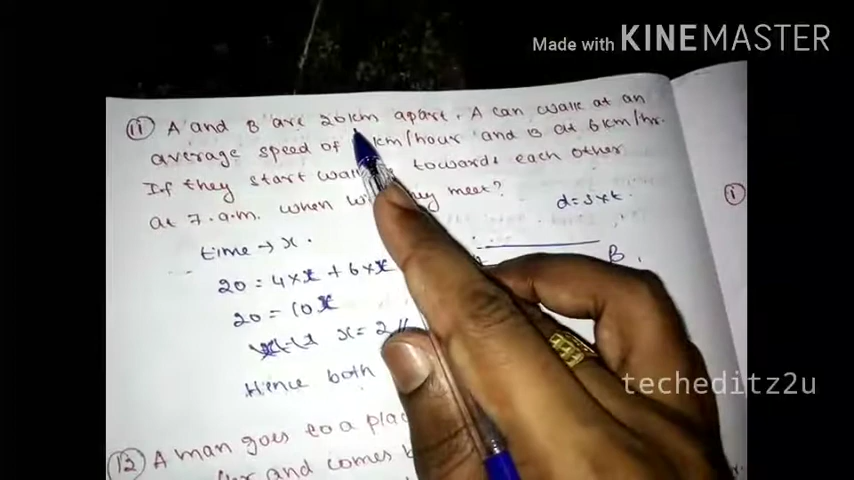 Made with KINEMASTER
(11) A and B are 20km apart. A can walk at an
average speed of km/hour and B at 6km/hr.
If they start towards each other
at 7.a.m. when meet?
d=s×t.
(i)
time → x.
20 = 4×x + 6×x
B
20 = 10x
x = 2//
Hence both
techeditz2u
(12) A man goes to a
and comes